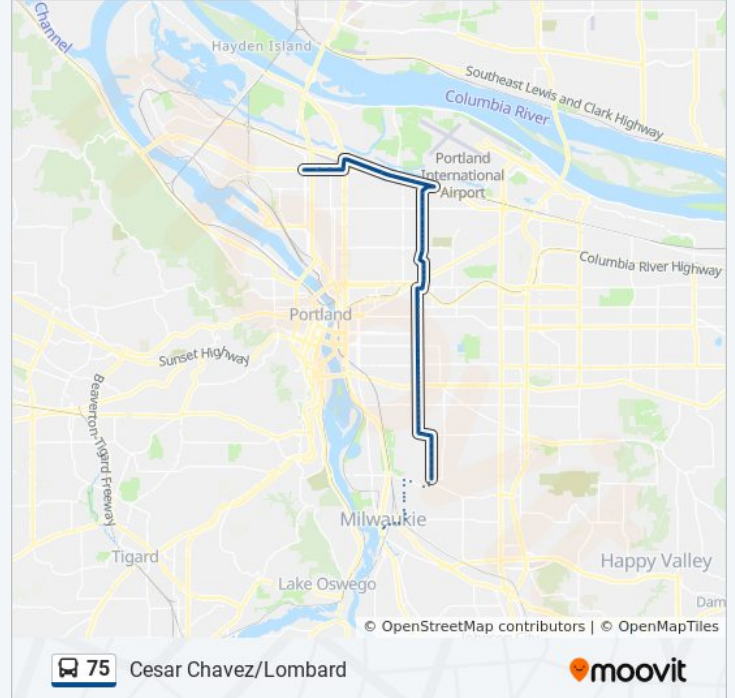 Channel
Hayden Island
Southeast Lewis and Clark Highway
Columbia River
Portland
International
Airport
Columbia River Highway
Portland
Sunset Highway
Beaverton-Tigard Freeway
Milwaukie
Tigard
Happy Valley
Lake Oswego
Dam
© OpenStreetMap contributors | © OpenMapTiles
75 Cesar Chavez/Lombard
moovit